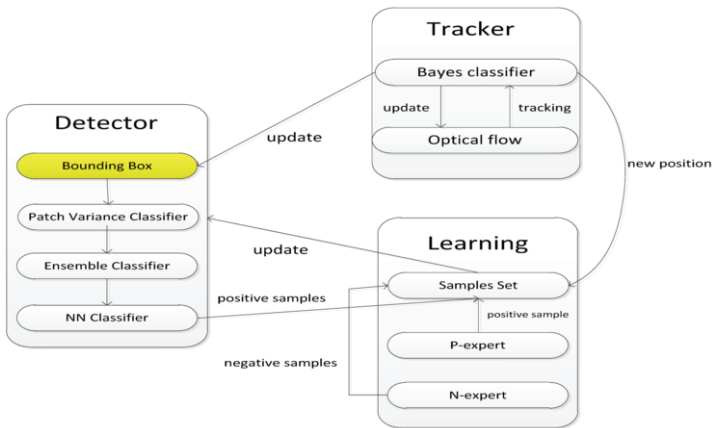 Tracker
Bayes classifier
update
tracking
Optical flow
new position
update
Detector
Bounding Box
Patch Variance Classifier
Ensemble Classifier
NN Classifier
update
positive samples
negative samples
Learning
Samples Set
positive sample
P-expert
N-expert